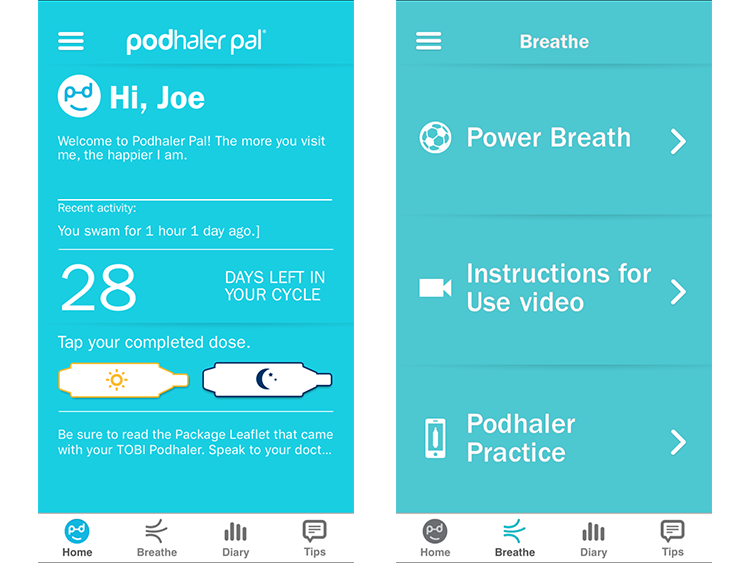 podhaler pal®
p-d
Hi, Joe
Welcome to Podhaler Pal! The more you visit
me, the happier I am.
Recent activity:
You swam for 1 hour 1 day ago.]
28
DAYS LEFT IN
YOUR CYCLE
Tap your completed dose.
Be sure to read the Package Leaflet that came
with your TOBI Podhaler. Speak to your doct...
p-d
Home
Breathe
Diary
Tips
Breathe
Power Breath
Instructions for
Use video
Podhaler
Practice
p-d
Home
Breathe
Diary
Tips